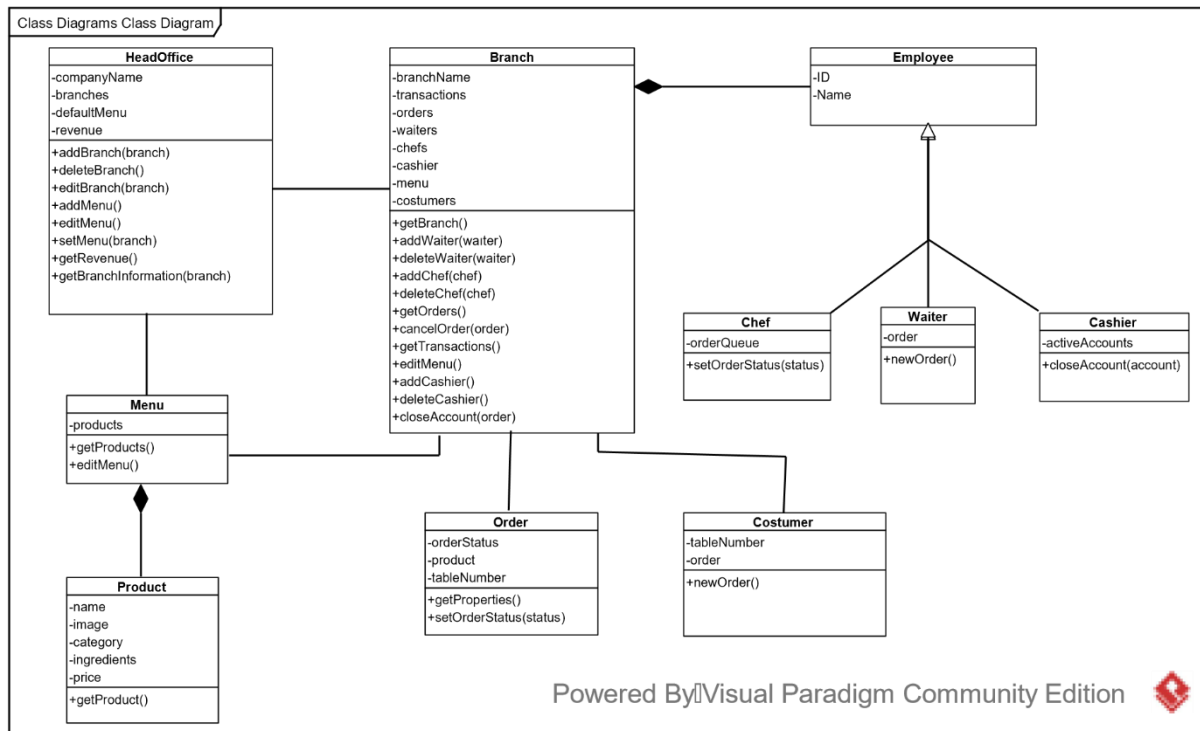 Class Diagrams Class Diagram
HeadOffice
-companyName
-branches
-defaultMenu
-revenue
+addBranch(branch)
+deleteBranch()
+editBranch(branch)
+addMenu()
+editMenu()
+setMenu(branch)
+getRevenue()
+getBranchInformation(branch)
Branch
-branchName
-transactions
-orders
-waiters
-chefs
-cashier
-menu
-costumers
+getBranch()
+addWaiter(waiter)
+deleteWaiter(waiter)
+addChef(chef)
+deleteChef(chef)
+getOrders()
+cancelOrder(order)
+getTransactions()
+editMenu()
+addCashier()
+deleteCashier()
+closeAccount(order)
Employee
-ID
-Name
Chef
-orderQueue
+setOrderStatus(status)
Waiter
-order
+newOrder()
Cashier
-activeAccounts
+closeAccount(account)
Menu
-products
+getProducts()
+editMenu()
Order
-orderStatus
-product
-tableNumber
+getProperties()
+setOrderStatus(status)
Costumer
-tableNumber
-order
+newOrder()
Product
-name
-image
-category
-ingredients
-price
+getProduct()
Powered By▯Visual Paradigm Community Edition